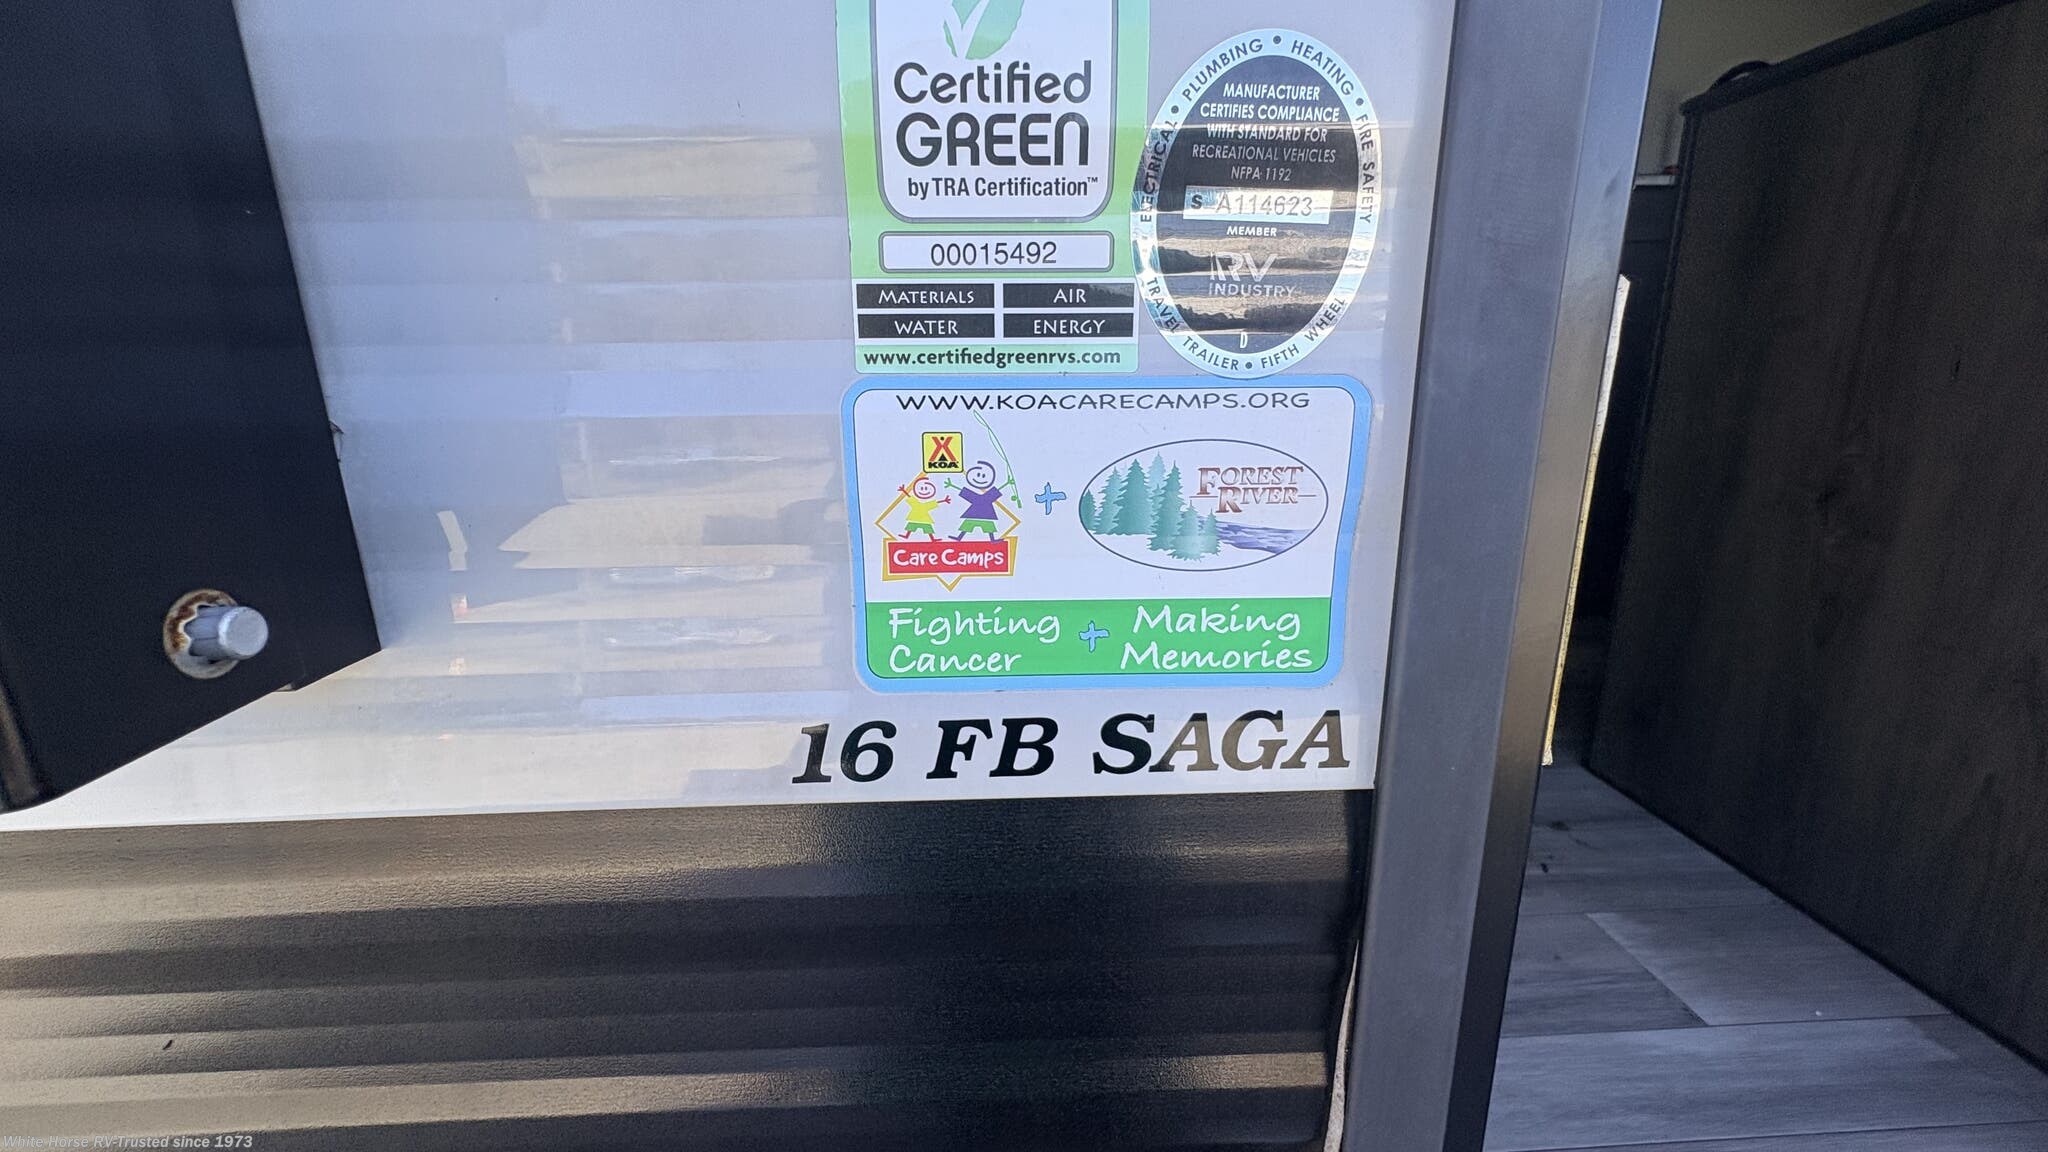 Certified
GREEN
by TRA Certification™
00015492
MATERIALS
AIR
WATER
ENERGY
www.certifiedgreenrvs.com
ELECTRICAL • PLUMBING • HEATING • FIRE SAFETY
MANUFACTURER
CERTIFIES COMPLIANCE
WITH STANDARD FOR
RECREATIONAL VEHICLES
NFPA 1192
S A114623
MEMBER
RV
INDUSTRY
D
TRAVEL TRAILER • FIFTH WHEEL
WWW.KOACARECAMPS.ORG
KOA
Care Camps
+
FOREST
RIVER
Fighting
Cancer
+
Making
Memories
16 FB SAGA
White Horse RV-Trusted since 1973